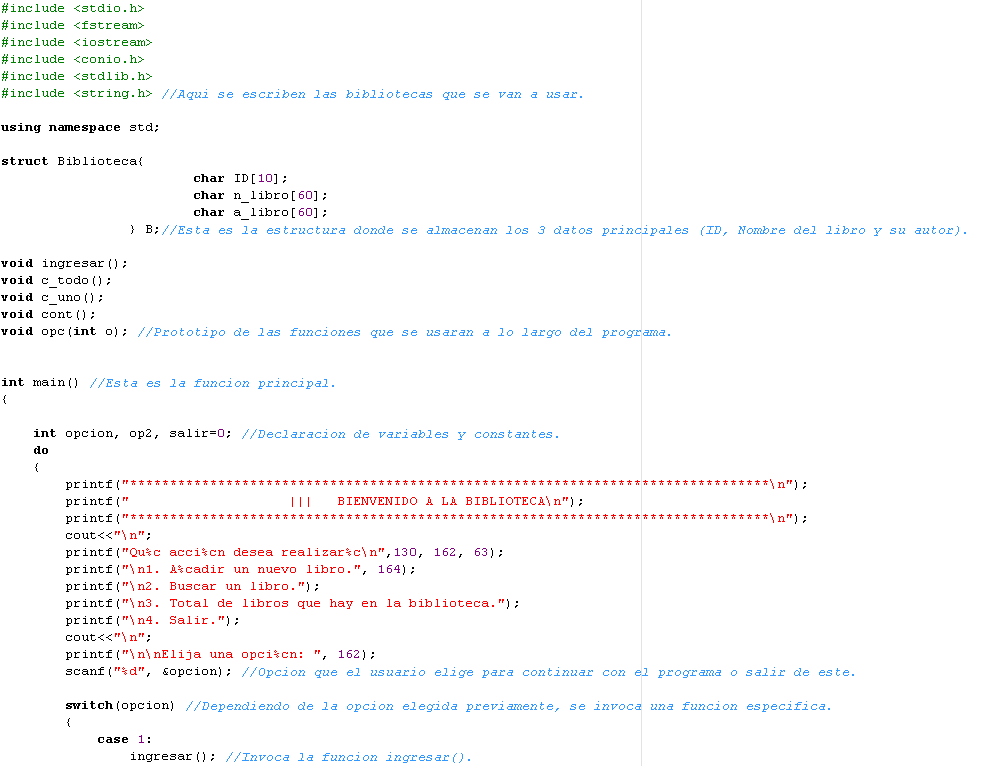 #include <stdio.h>
#include <fstream>
#include <iostream>
#include <conio.h>
#include <stdlib.h>
#include <string.h> //Aqui se escriben las bibliotecas que se van a usar.
using namespace std;
struct Biblioteca{
char ID[10];
char n_libro[60];
char a_libro[60];
} B;//Esta es la estructura donde se almacenan los 3 datos principales (ID, Nombre del libro y su autor).
void ingresar();
void c_todo();
void c_uno();
void cont();
void opc(int o); //Prototipo de las funciones que se usaran a lo largo del programa.
int main() //Esta es la funcion principal.
{
int opcion, op2, salir=0; //Declaracion de variables y constantes.
do
{
printf("********************************************************************************\n");
printf("                    |||   BIENVENIDO A LA BIBLIOTECA\n");
printf("********************************************************************************\n");
cout<<"\n";
printf("Qu%c acci%cn desea realizar%c\n",130, 162, 63);
printf("\n1. A%cadir un nuevo libro.", 164);
printf("\n2. Buscar un libro.");
printf("\n3. Total de libros que hay en la biblioteca.");
printf("\n4. Salir.");
cout<<"\n";
printf("\n\nElija una opci%cn: ", 162);
scanf("%d", &opcion); //Opcion que el usuario elige para continuar con el programa o salir de este.
switch(opcion) //Dependiendo de la opcion elegida previamente, se invoca una funcion especifica.
{
case 1:
ingresar(); //Invoca la funcion ingresar().